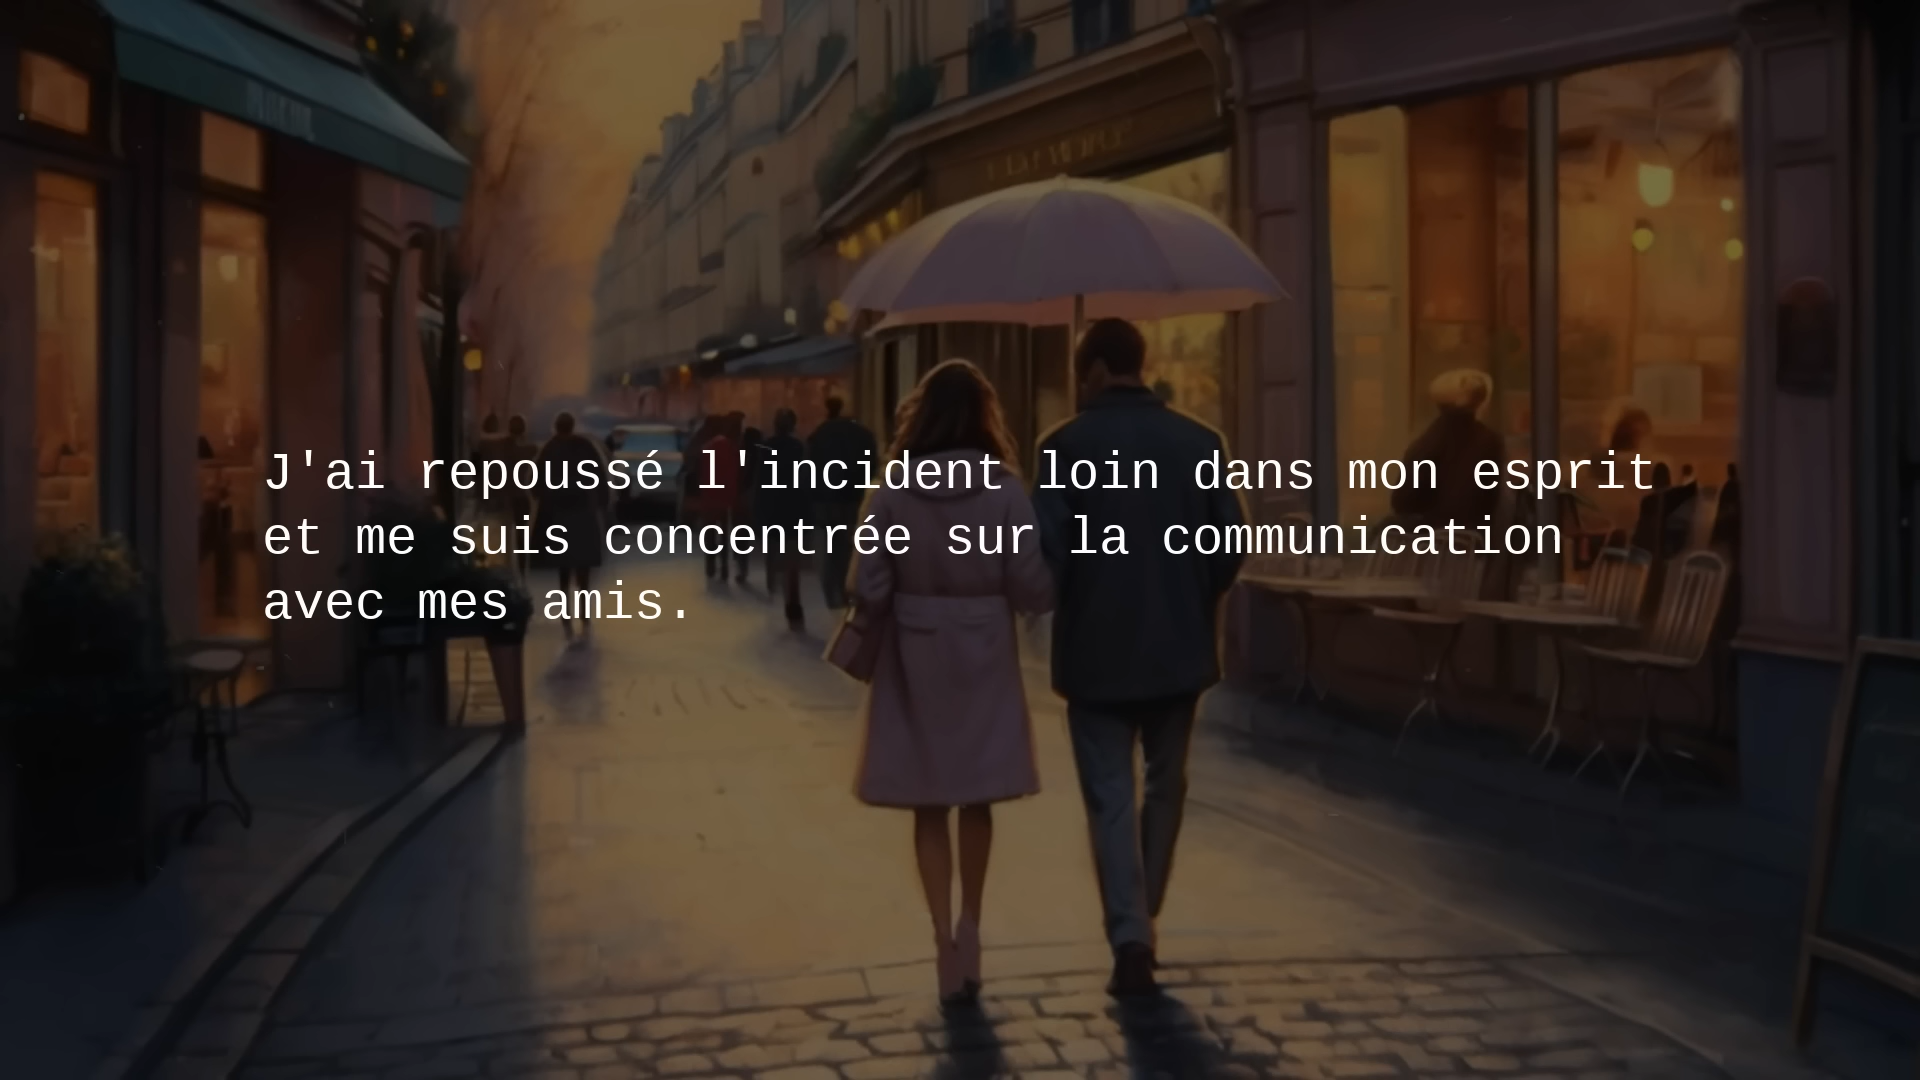 J'ai repoussé l'incident loin dans mon esprit
et me suis concentrée sur la communication
avec mes amis.